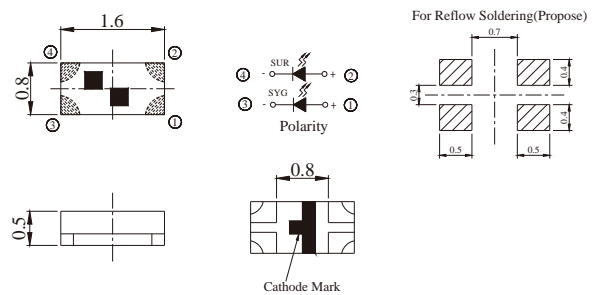 For Reflow Soldering(Propose)
1.6
0.7
④
②
SUR
④ - + ②
0.8
0.4
SYG
③ - + ①
0.3
③
①
Polarity
0.4
0.5
0.5
0.8
0.5
Cathode Mark